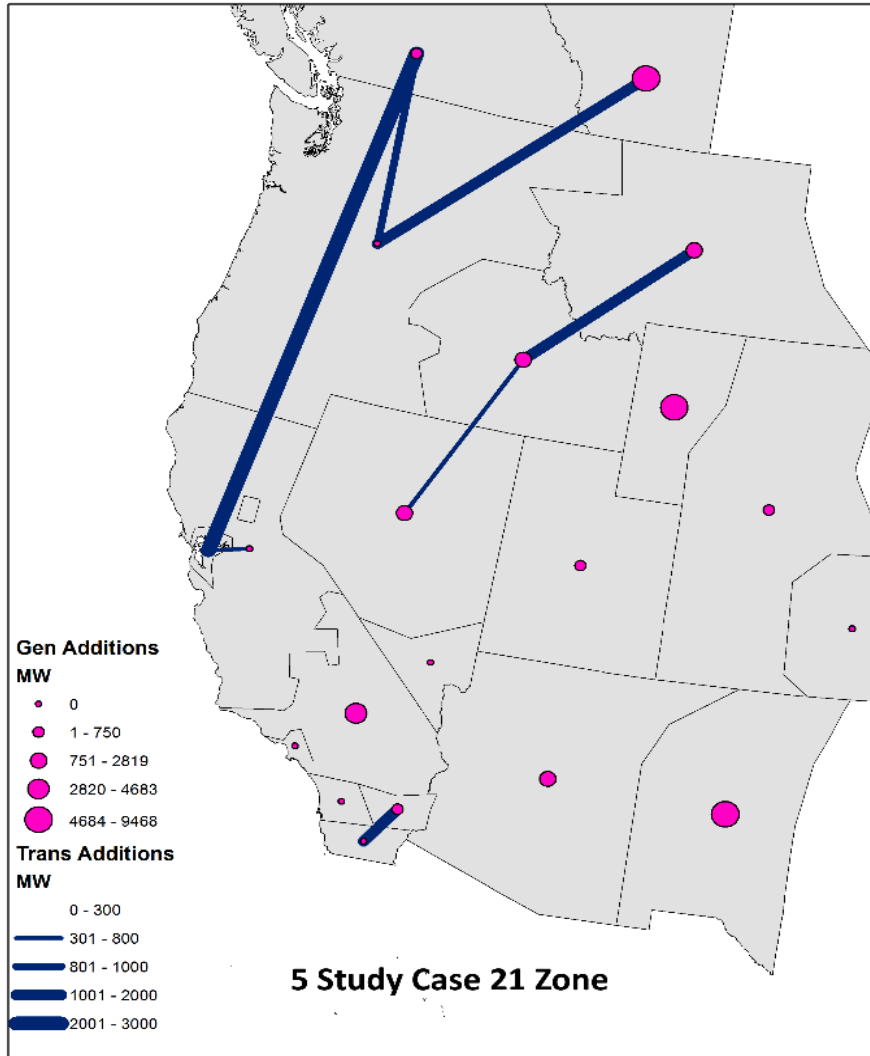 Gen Additions
MW
0
1 - 750
751 - 2819
2820 - 4683
4684 - 9468
Trans Additions
MW
0 - 300
301 - 800
801 - 1000
1001 - 2000
2001 - 3000
5 Study Case 21 Zone